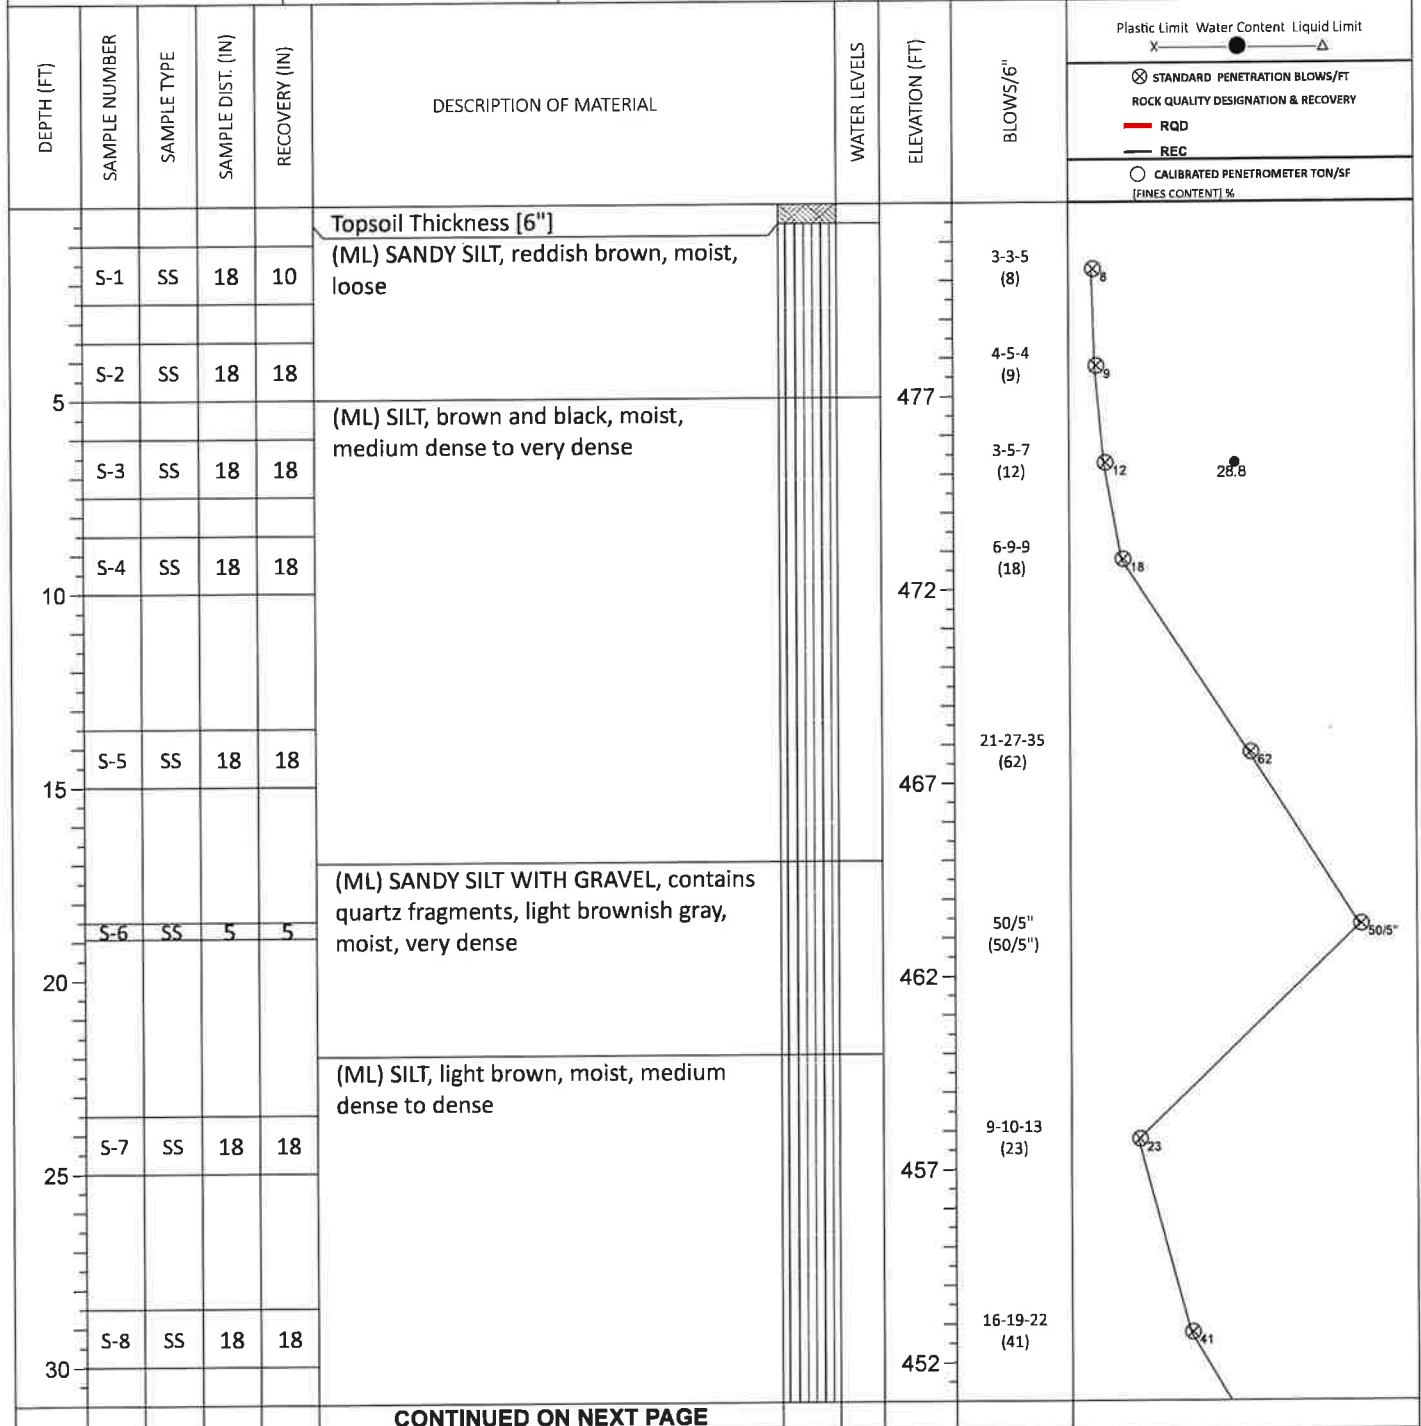 DEPTH (FT)
SAMPLE NUMBER
SAMPLE TYPE
SAMPLE DIST. (IN)
RECOVERY (IN)
DESCRIPTION OF MATERIAL
WATER LEVELS
ELEVATION (FT)
BLOWS/6"
Plastic Limit Water Content Liquid Limit
X
STANDARD PENETRATION BLOWS/FT
ROCK QUALITY DESIGNATION & RECOVERY
RQD
REC
CALIBRATED PENETROMETER TON/SF
[FINES CONTENT] %
Topsoil Thickness [6"]
(ML) SANDY SILT, reddish brown, moist,
loose
S-1 SS 18 10
3-3-5
(8)
8
S-2 SS 18 18
4-5-4
(9)
9
5
477
(ML) SILT, brown and black, moist,
medium dense to very dense
S-3 SS 18 18
3-5-7
(12)
12
28.8
S-4 SS 18 18
6-9-9
(18)
18
10
472
S-5 SS 18 18
21-27-35
(62)
62
15
467
(ML) SANDY SILT WITH GRAVEL, contains
quartz fragments, light brownish gray,
moist, very dense
S-6 SS 5 5
50/5"
(50/5")
50/5"
20
462
(ML) SILT, light brown, moist, medium
dense to dense
S-7 SS 18 18
9-10-13
(23)
23
25
457
S-8 SS 18 18
16-19-22
(41)
41
30
452
CONTINUED ON NEXT PAGE